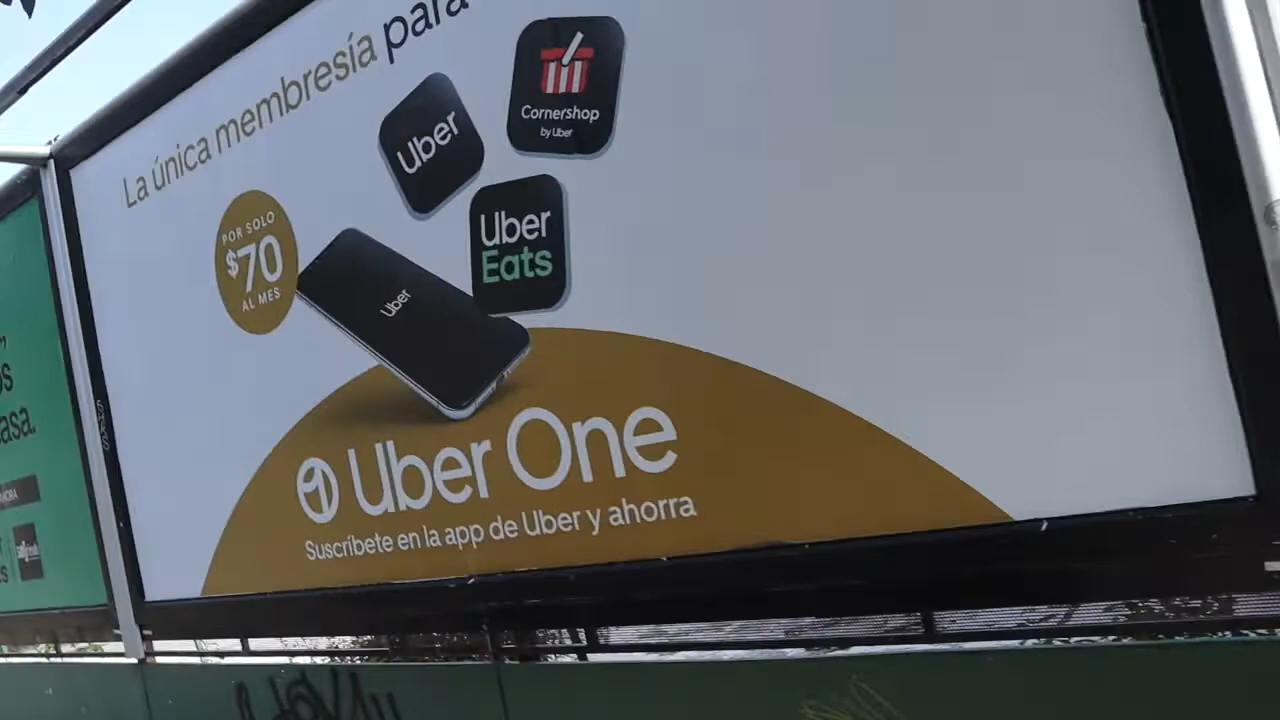 La única membresía para
Cornershop
by Uber
Uber
Uber
Eats
POR SOLO
$70
AL MES
Uber
Uber One
Suscríbete en la app de Uber y ahorra
asa.